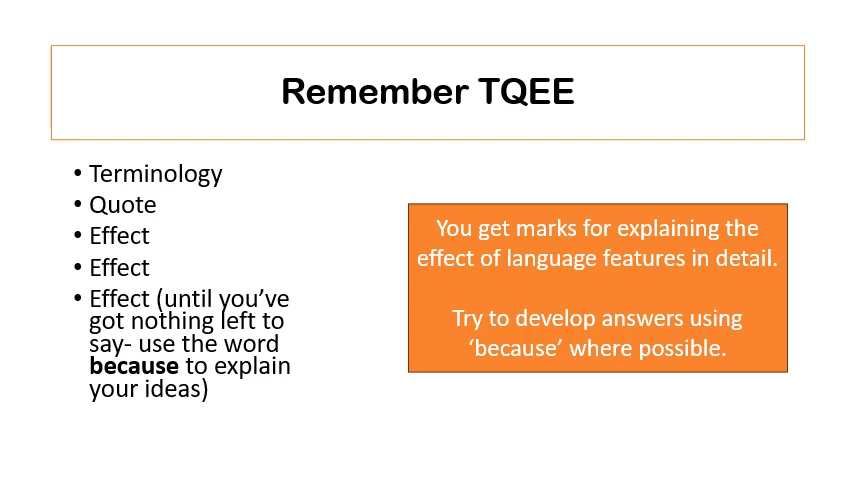 Remember TQEE
• Terminology
• Quote
• Effect
• Effect
• Effect (until you’ve
got nothing left to
say- use the word
because to explain
your ideas)
You get marks for explaining the
effect of language features in detail.
Try to develop answers using
‘because’ where possible.